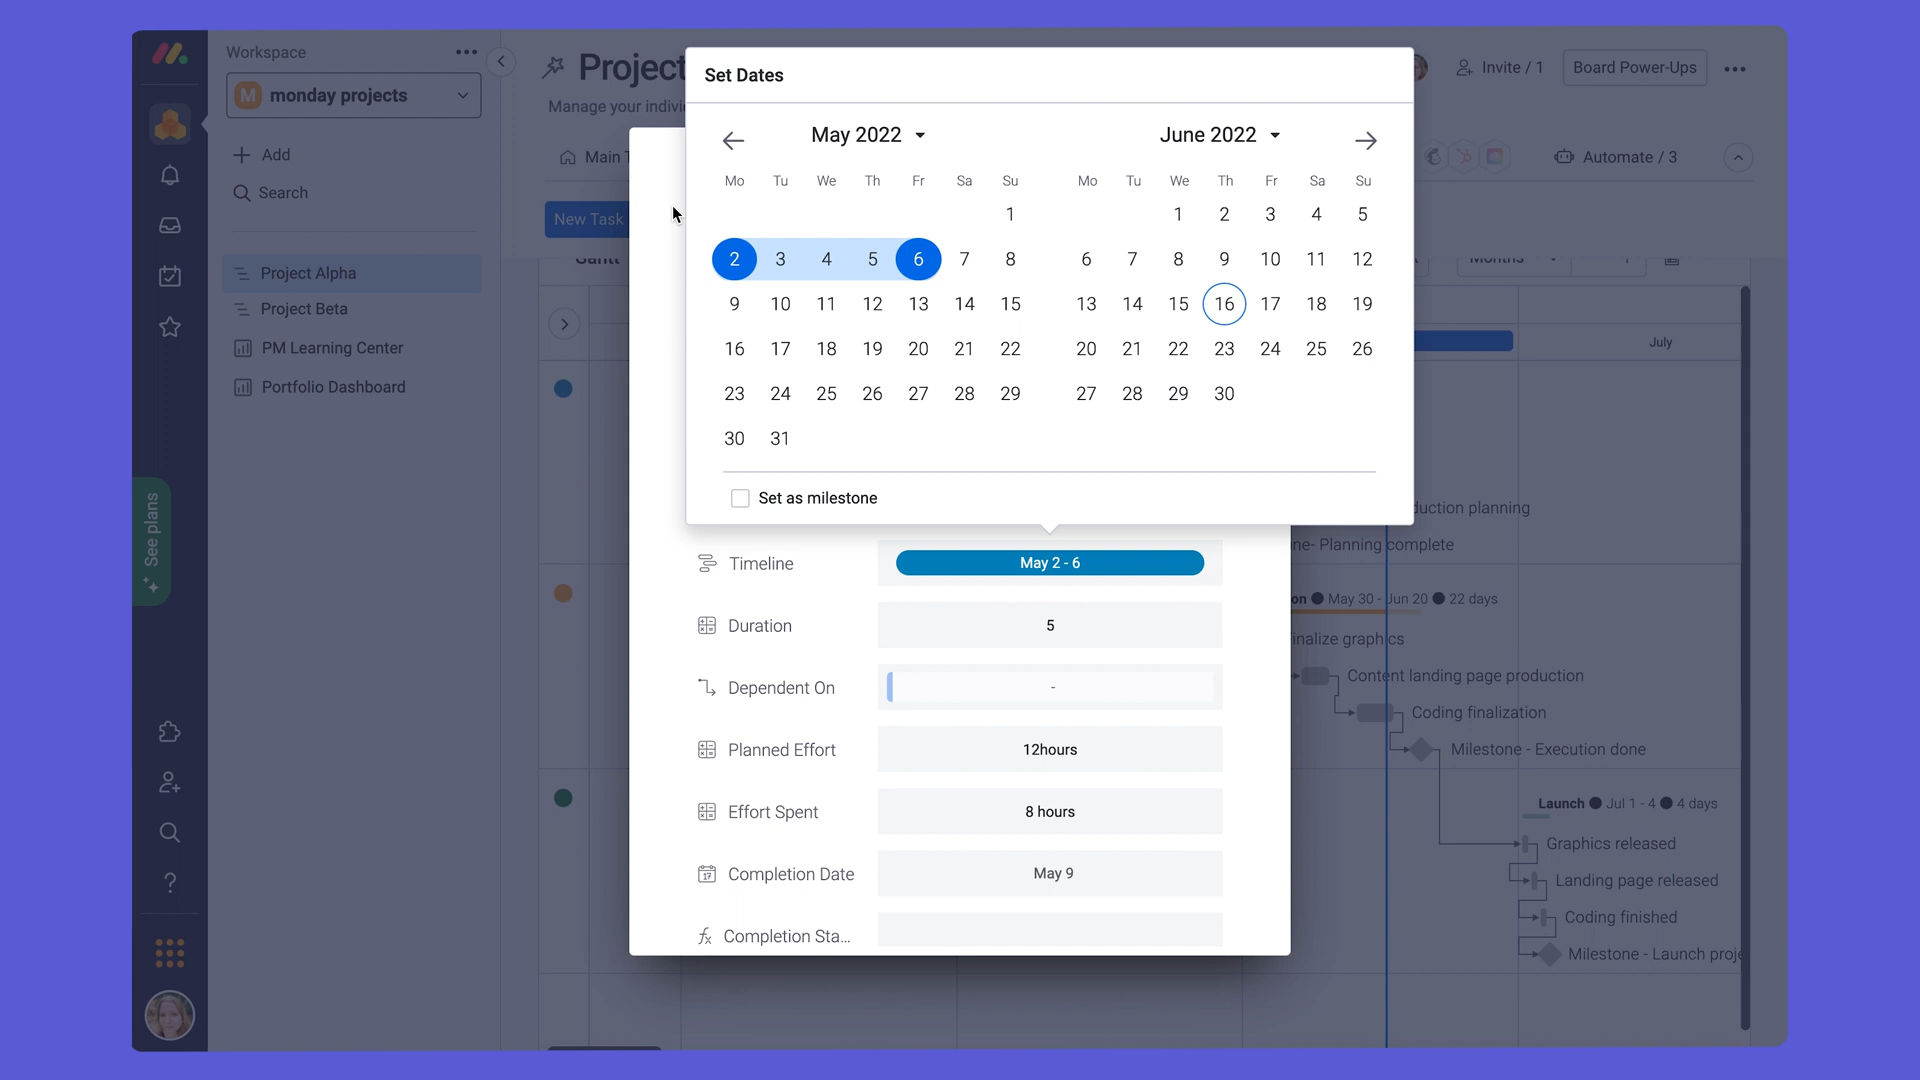 Workspace
M monday projects
Add
Search
Project Alpha
Project Beta
PM Learning Center
Portfolio Dashboard
See plans
Project
Manage your indivi
Main T
New Task
Gantt
Invite / 1
Board Power-Ups
Automate / 3
Months
July
Set Dates
May 2022
Mo Tu We Th Fr Sa Su
1
2 3 4 5 6 7 8
9 10 11 12 13 14 15
16 17 18 19 20 21 22
23 24 25 26 27 28 29
30 31
June 2022
Mo Tu We Th Fr Sa Su
1 2 3 4 5
6 7 8 9 10 11 12
13 14 15 16 17 18 19
20 21 22 23 24 25 26
27 28 29 30
Set as milestone
Timeline May 2 - 6
Duration 5
Dependent On -
Planned Effort 12hours
Effort Spent 8 hours
17 Completion Date May 9
fx Completion Sta...
duction planning
ne- Planning complete
on ● May 30 - Jun 20 ● 22 days
inalize graphics
Content landing page production
Coding finalization
Milestone - Execution done
Launch ● Jul 1 - 4 ● 4 days
Graphics released
Landing page released
Coding finished
Milestone - Launch proje